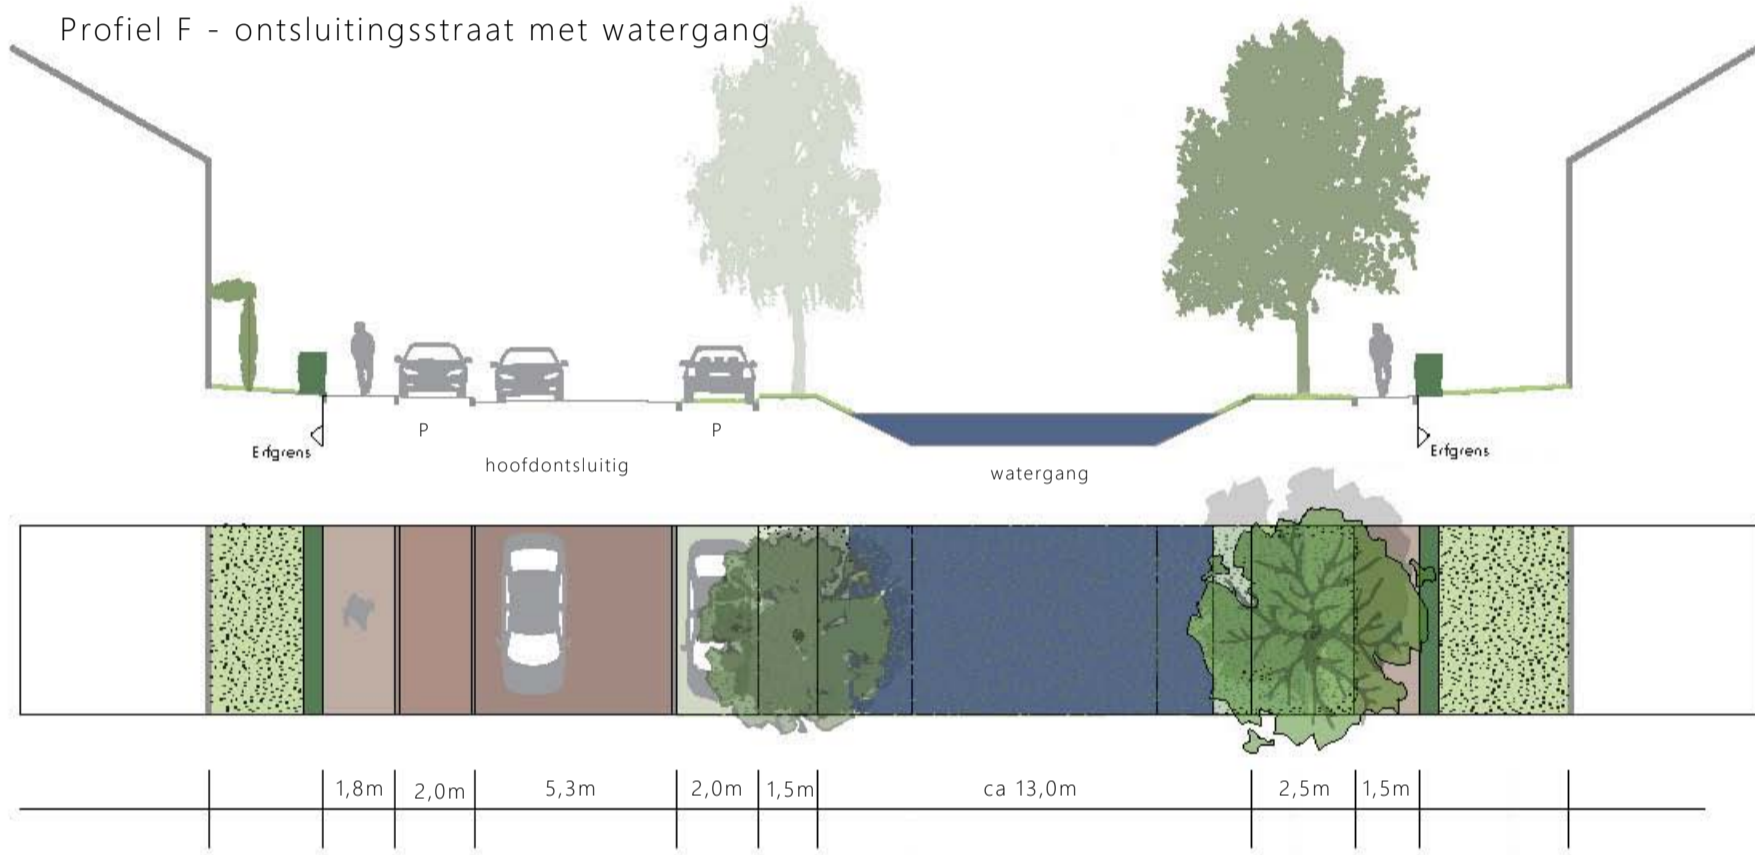 Profiel F - ontsluitingsstraat met watergang
P
P
Erfgrens
Erfgrens
hoofdontsluitig
watergang
1,8m
2,0m
5,3m
2,0m
1,5m
ca 13,0m
2,5m
1,5m